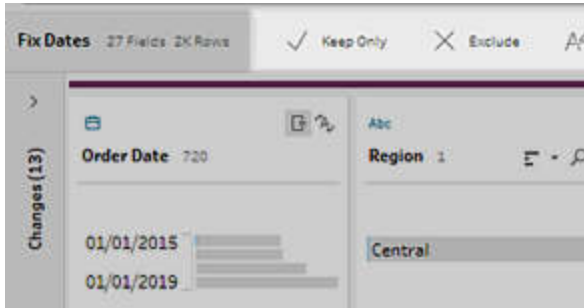 Fix Dates 27 Fields 2K Rows Keep Only Exclude
Changes (13)
Order Date 720
01/01/2015
01/01/2019
Abc
Region 1
Central